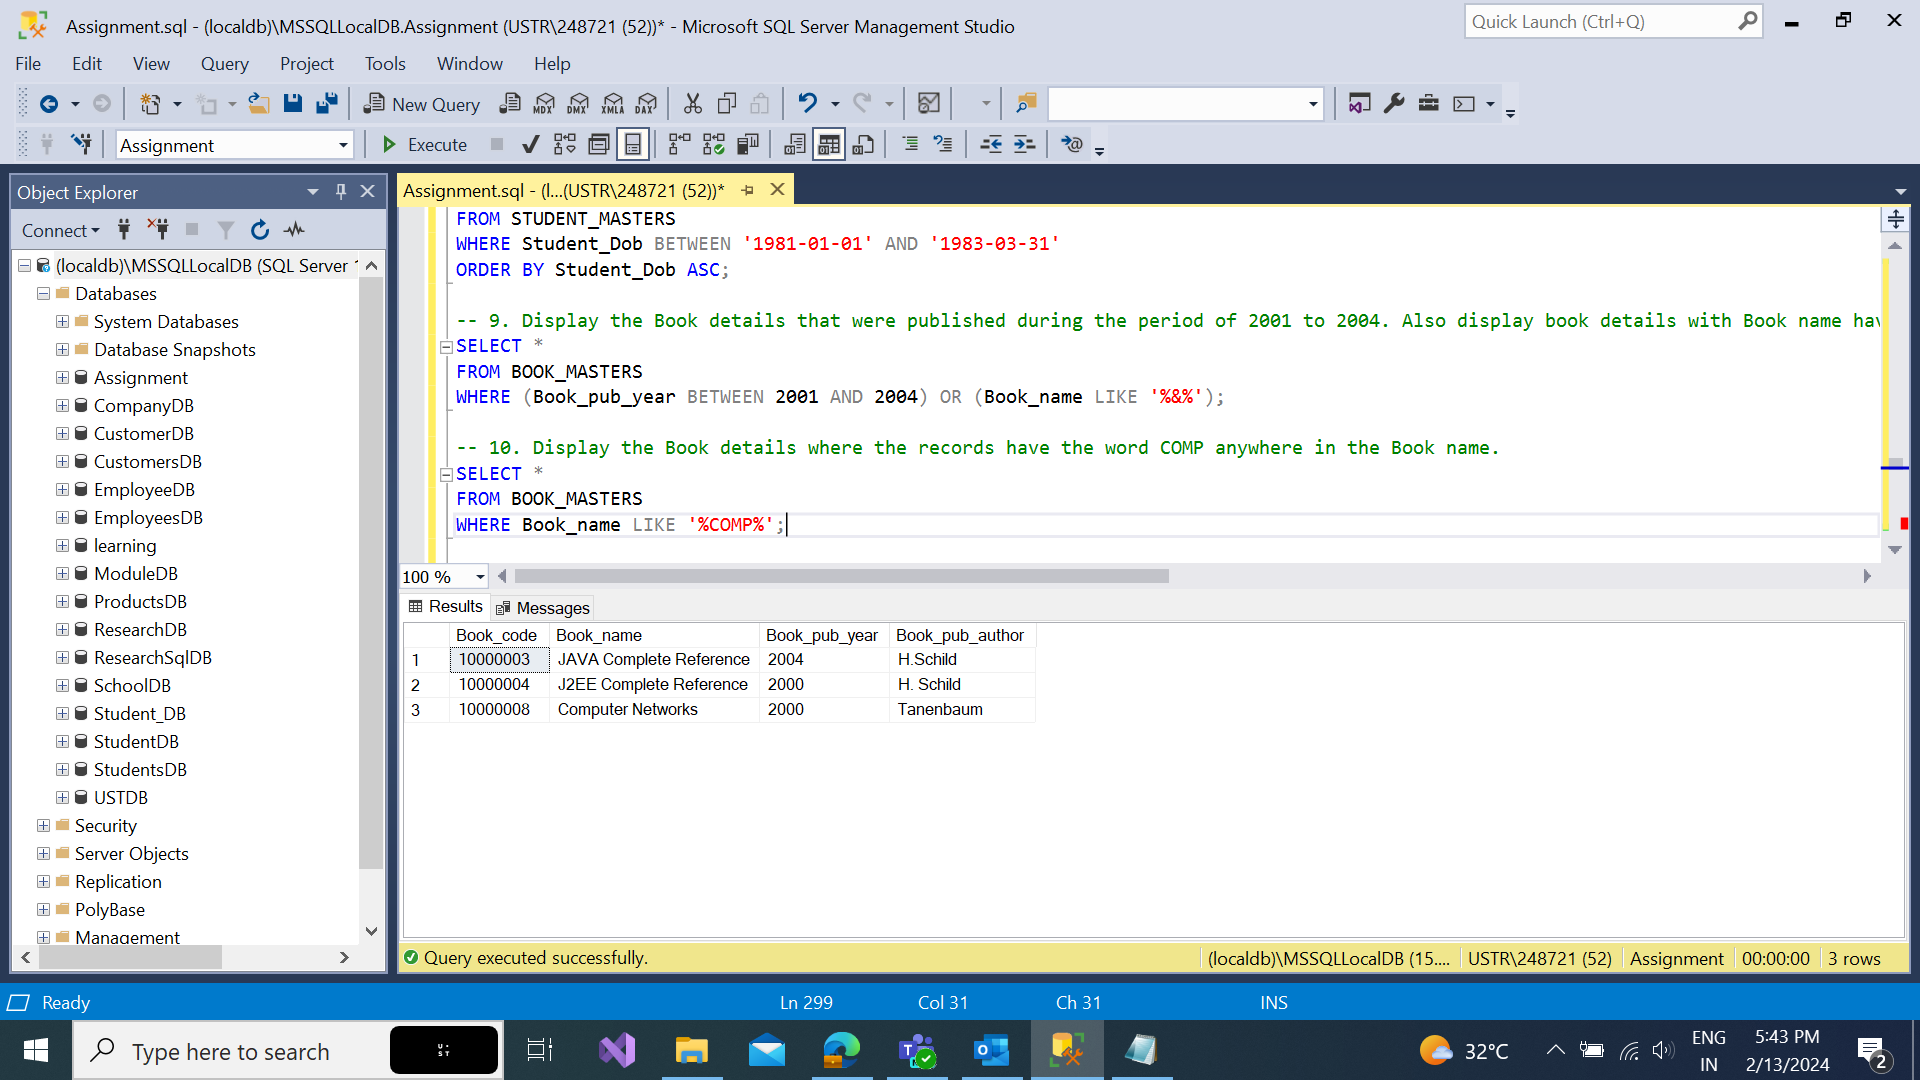 Assignment.sql - (localdb)\MSSQLLocalDB.Assignment (USTR\248721 (52))* - Microsoft SQL Server Management Studio
Quick Launch (Ctrl+Q)
File Edit View Query Project Tools Window Help
New Query MDX DMX XMLA DAX
Assignment Execute
Object Explorer
Connect
(localdb)\MSSQLLocalDB (SQL Server 1
Databases
System Databases
Database Snapshots
Assignment
CompanyDB
CustomerDB
CustomersDB
EmployeeDB
EmployeesDB
learning
ModuleDB
ProductsDB
ResearchDB
ResearchSqlDB
SchoolDB
Student_DB
StudentDB
StudentsDB
USTDB
Security
Server Objects
Replication
PolyBase
Management
Assignment.sql - (l...(USTR\248721 (52))*
FROM STUDENT_MASTERS
WHERE Student_Dob BETWEEN '1981-01-01' AND '1983-03-31'
ORDER BY Student_Dob ASC;
-- 9. Display the Book details that were published during the period of 2001 to 2004. Also display book details with Book name hav
SELECT *
FROM BOOK_MASTERS
WHERE (Book_pub_year BETWEEN 2001 AND 2004) OR (Book_name LIKE '%&%');
-- 10. Display the Book details where the records have the word COMP anywhere in the Book name.
SELECT *
FROM BOOK_MASTERS
WHERE Book_name LIKE '%COMP%';
100 %
Results Messages
Book_code Book_name Book_pub_year Book_pub_author
1 10000003 JAVA Complete Reference 2004 H.Schild
2 10000004 J2EE Complete Reference 2000 H. Schild
3 10000008 Computer Networks 2000 Tanenbaum
Query executed successfully. (localdb)\MSSQLLocalDB (15.... USTR\248721 (52) Assignment 00:00:00 3 rows
Ready Ln 299 Col 31 Ch 31 INS
Type here to search
32°C
ENG
IN
5:43 PM
2/13/2024
2